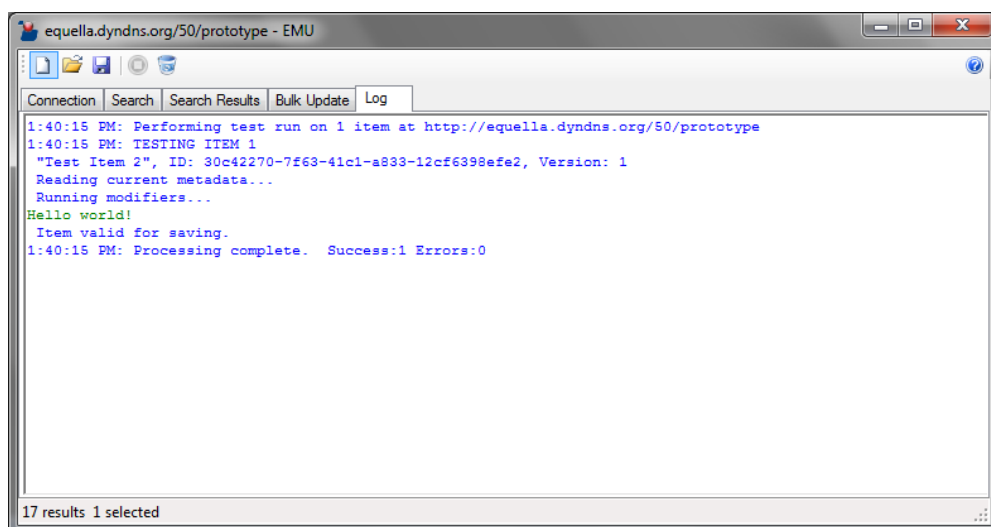 equella.dyndns.org/50/prototype - EMU
Connection Search Search Results Bulk Update Log
1:40:15 PM: Performing test run on 1 item at http://equella.dyndns.org/50/prototype
1:40:15 PM: TESTING ITEM 1
"Test Item 2", ID: 30c42270-7f63-41c1-a833-12cf6398efe2, Version: 1
Reading current metadata...
Running modifiers...
Hello world!
Item valid for saving.
1:40:15 PM: Processing complete.  Success:1 Errors:0
17 results 1 selected